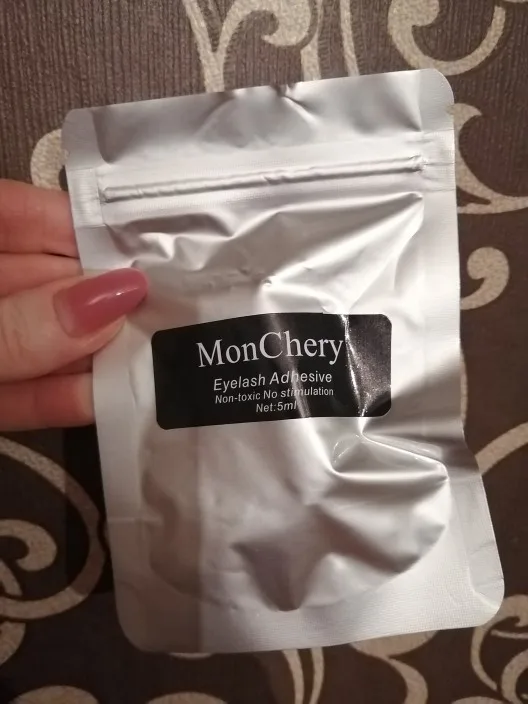 MonChery
Eyelash Adhesive
Non-toxic No stimulation
Net:5ml